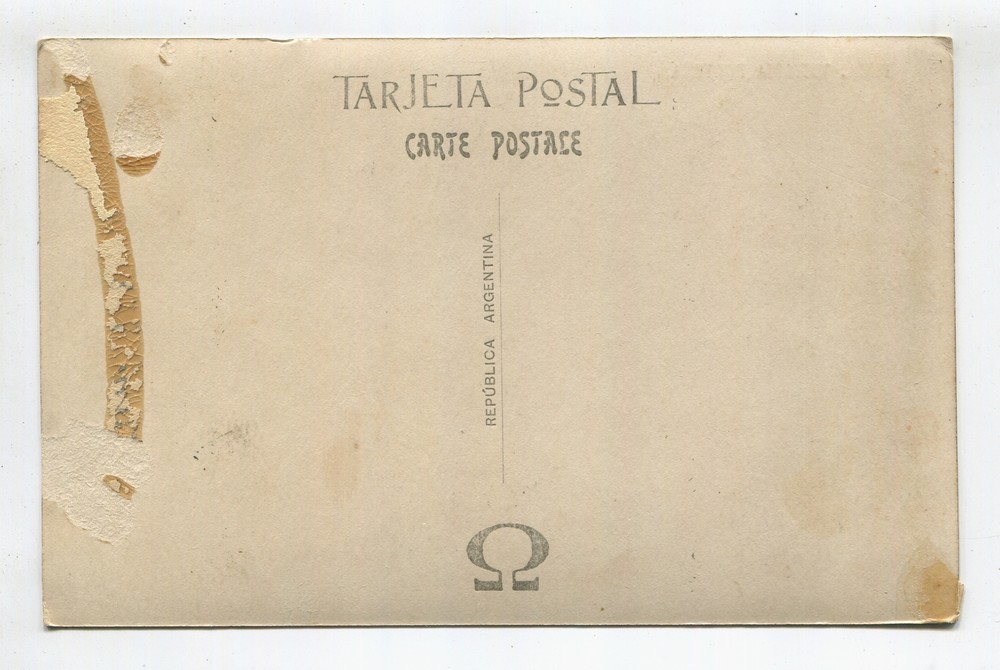 TARJETA POSTAL
CARTE POSTALE
REPÚBLICA ARGENTINA
Ω